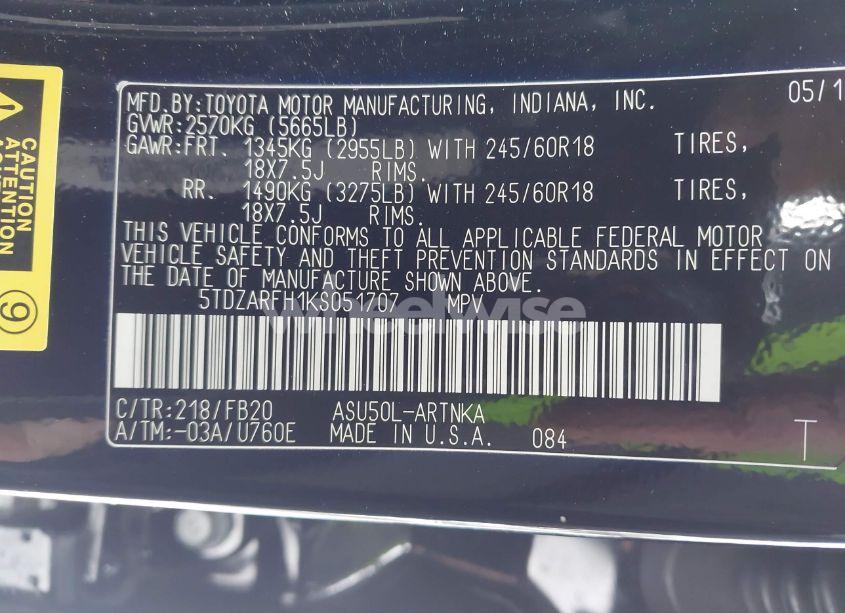 MFD.BY:TOYOTA MOTOR MANUFACTURING, INDIANA, INC. 05/1
GVWR:2570KG (5665LB)
GAWR:FRT. 1345KG (2955LB) WITH 245/60R18 TIRES,
18X7.5J RIMS.
RR. 1490KG (3275LB) WITH 245/60R18 TIRES,
18X7.5J RIMS.
THIS VEHICLE CONFORMS TO ALL APPLICABLE FEDERAL MOTOR
VEHICLE SAFETY AND THEFT PREVENTION STANDARDS IN EFFECT ON
THE DATE OF MANUFACTURE SHOWN ABOVE.
5TDZARFH1KS051707 MPV
C/TR:218/FB20 ASU50L-ARTNKA
A/TM:-03A/U760E MADE IN U.S.A. 084 T
CAUTION
ATTENTION
9
wheelwise